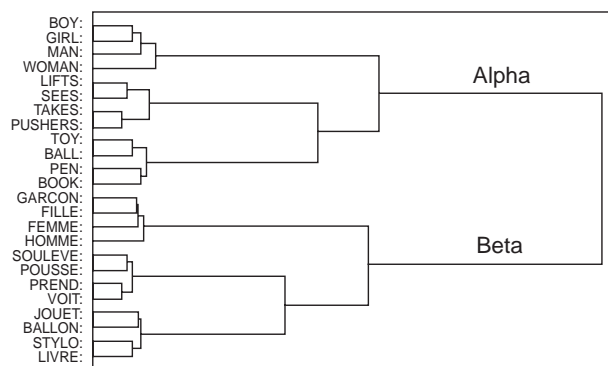 BOY:
GIRL:
MAN:
WOMAN:
LIFTS:
SEES:
TAKES:
PUSHERS:
TOY:
BALL:
PEN:
BOOK:
GARCON:
FILLE:
FEMME:
HOMME:
SOULEVE:
POUSSE:
PREND:
VOIT:
JOUET:
BALLON:
STYLO:
LIVRE:
Alpha
Beta